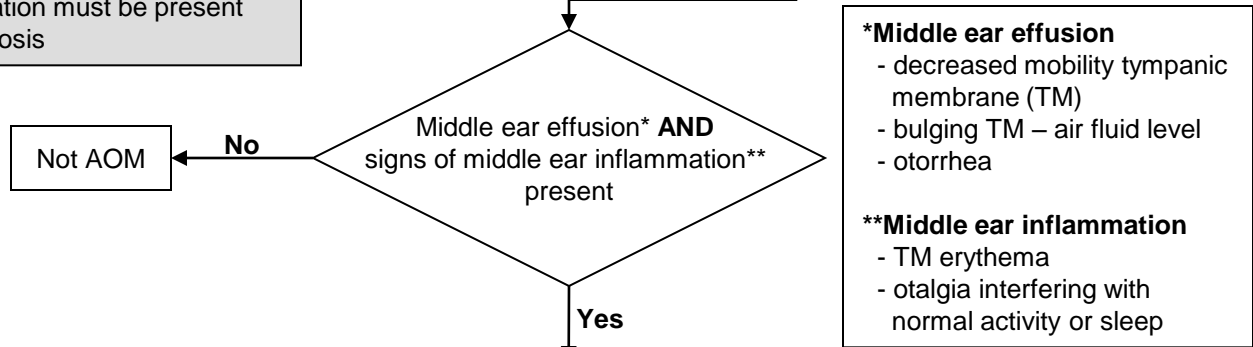 ation must be present
osis
Not AOM
No
Middle ear effusion* AND
signs of middle ear inflammation**
present
Yes
*Middle ear effusion
- decreased mobility tympanic
membrane (TM)
- bulging TM – air fluid level
- otorrhea
**Middle ear inflammation
- TM erythema
- otalgia interfering with
normal activity or sleep